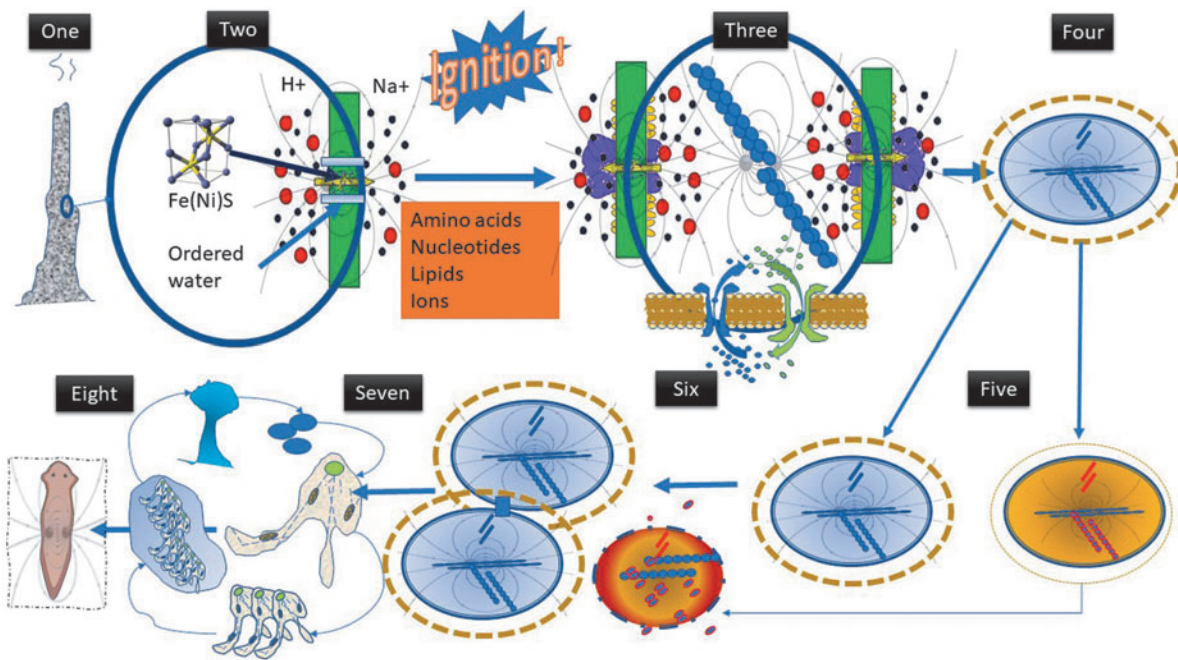 One
Two
Ignition!
Three
Four
H+
Na+
Fe(Ni)S
Ordered
water
Amino acids
Nucleotides
Lipids
Ions
Eight
Seven
Six
Five